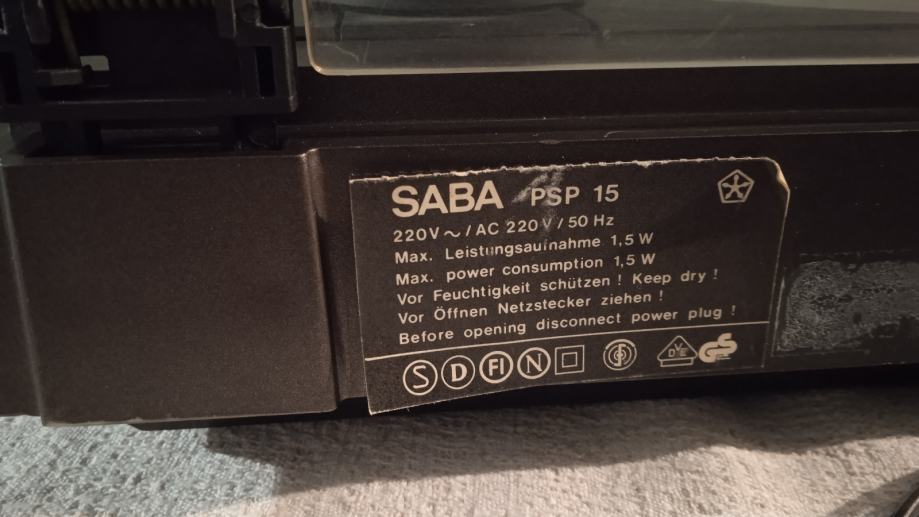 SABA PSP 15
220V ~ / AC 220 V / 50 Hz
Max. Leistungsaufnahme 1,5 W
Max. power consumption 1,5 W
Vor Feuchtigkeit schützen ! Keep dry !
Vor Öffnen Netzstecker ziehen !
Before opening disconnect power plug !
S D FI N DVE GS